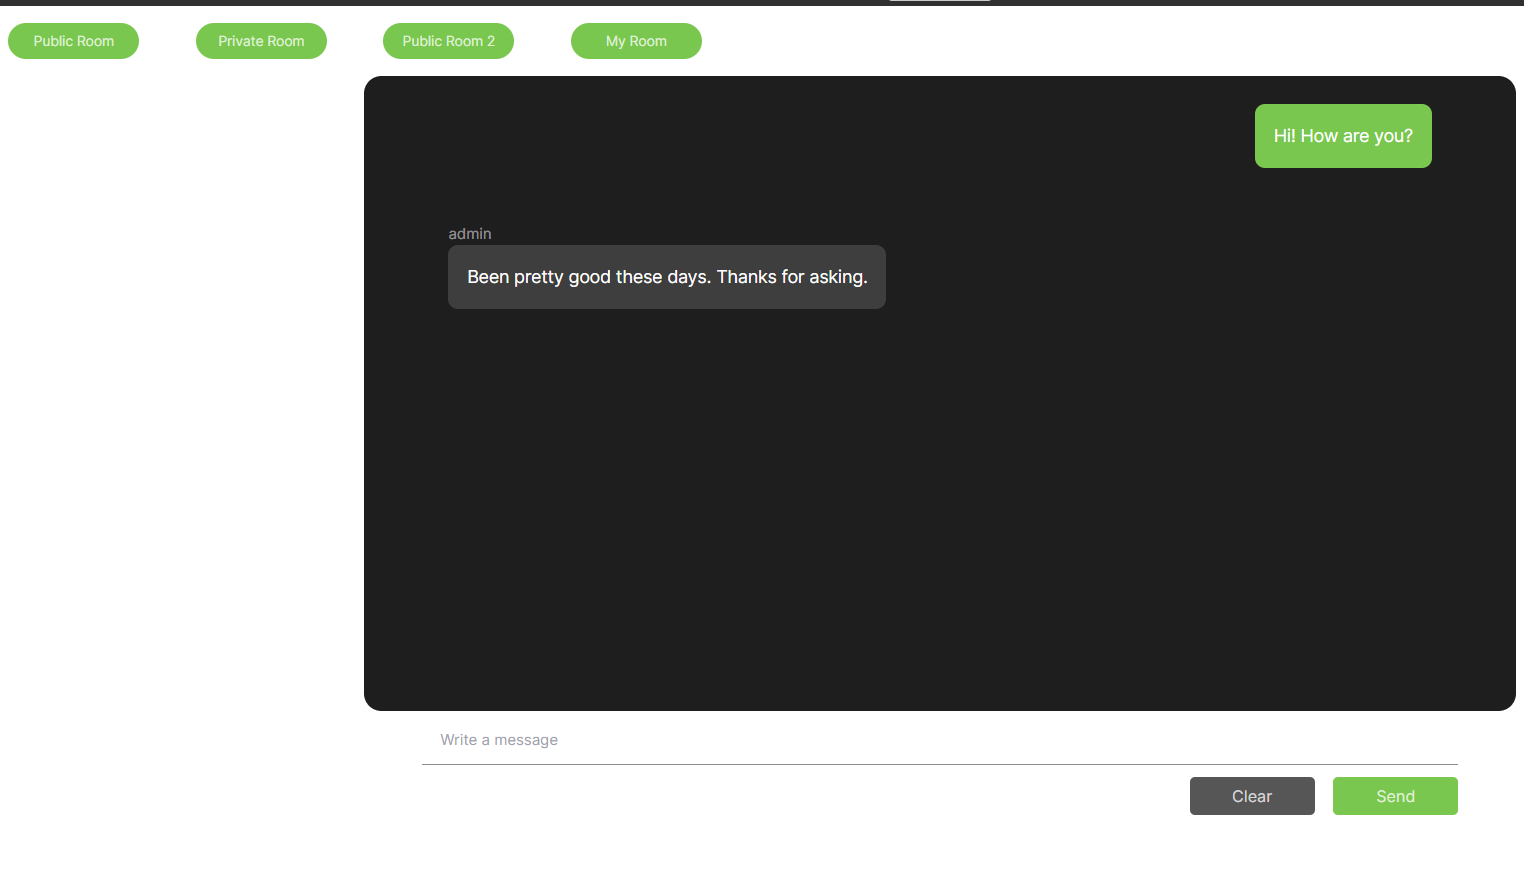 Public Room
Private Room
Public Room 2
My Room
Hi! How are you?
admin
Been pretty good these days. Thanks for asking.
Write a message
Clear
Send